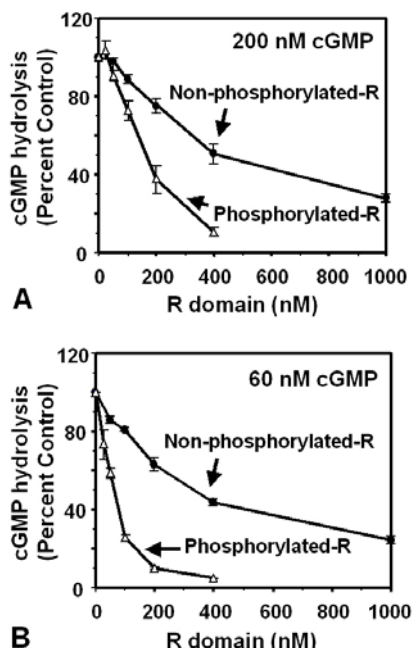 200 nM cGMP
120
80
40
0
cGMP hydrolysis
(Percent Control)
Non-phosphorylated-R
Phosphorylated-R
0 200 400 600 800 1000
R domain (nM)
A
60 nM cGMP
120
80
40
0
cGMP hydrolysis
(Percent Control)
Non-phosphorylated-R
Phosphorylated-R
0 200 400 600 800 1000
R domain (nM)
B